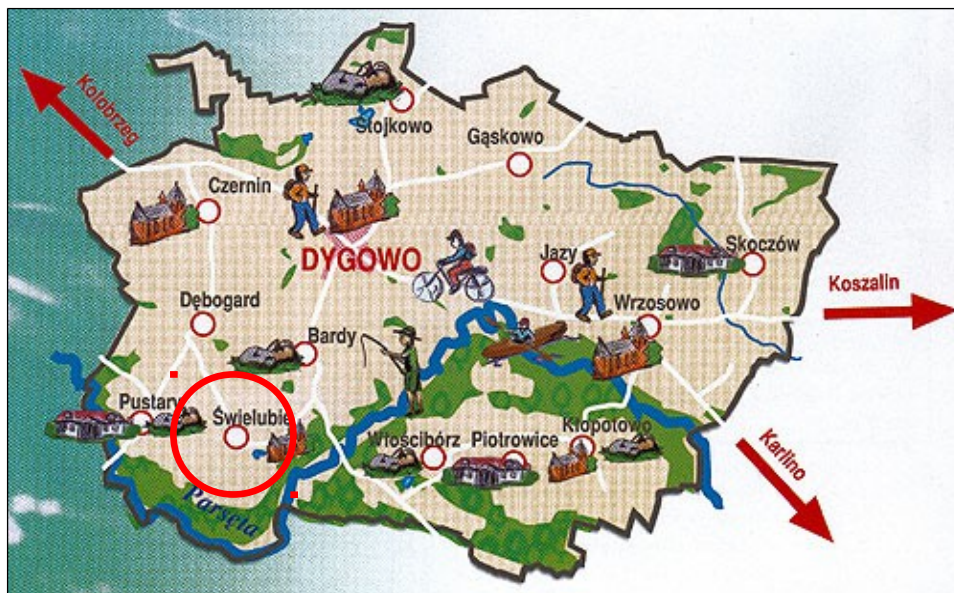 Kołobrzeg
Stojkowo
Gąskowo
Czernin
DYGOWO
Jazy
Skoczów
Koszalin
Dębogard
Wrzosowo
Bardy
Pustary
Świelubie
Włościbórz
Piotrowice
Kłopotowo
Karlino
Parsęta